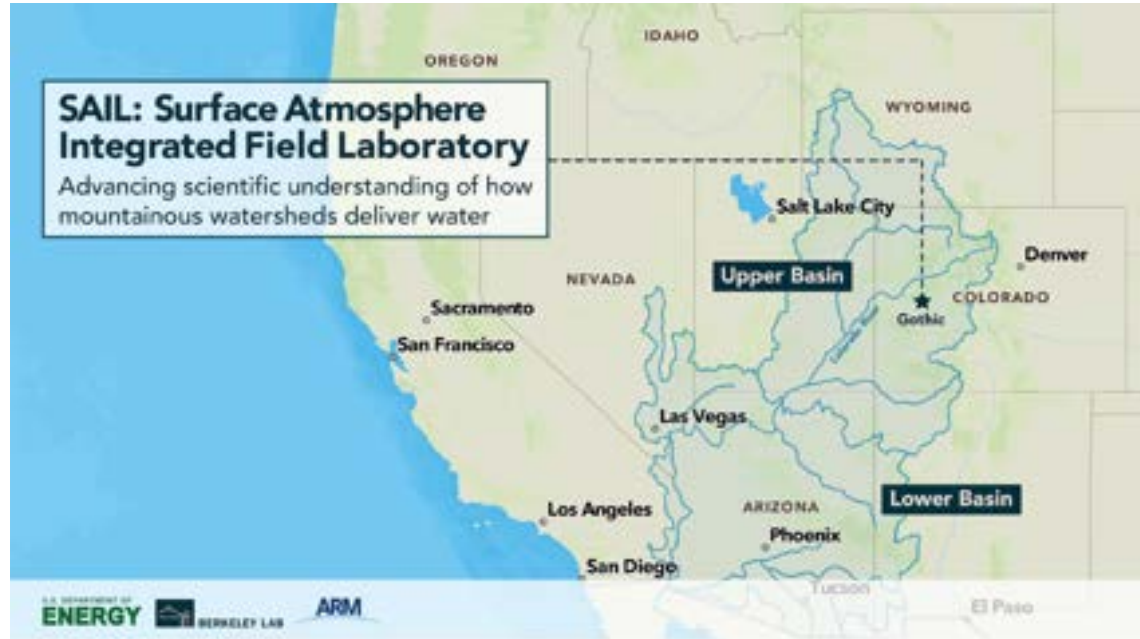 IDAHO
OREGON
SAIL: Surface Atmosphere
Integrated Field Laboratory
Advancing scientific understanding of how
mountainous watersheds deliver water
WYOMING
Salt Lake City
Denver
NEVADA
Upper Basin
COLORADO
Gothic
Sacramento
San Francisco
Las Vegas
Lower Basin
ARIZONA
Los Angeles
Phoenix
San Diego
Tucson
El Paso
U.S. DEPARTMENT OF
ENERGY
BERKELEY LAB
ARM